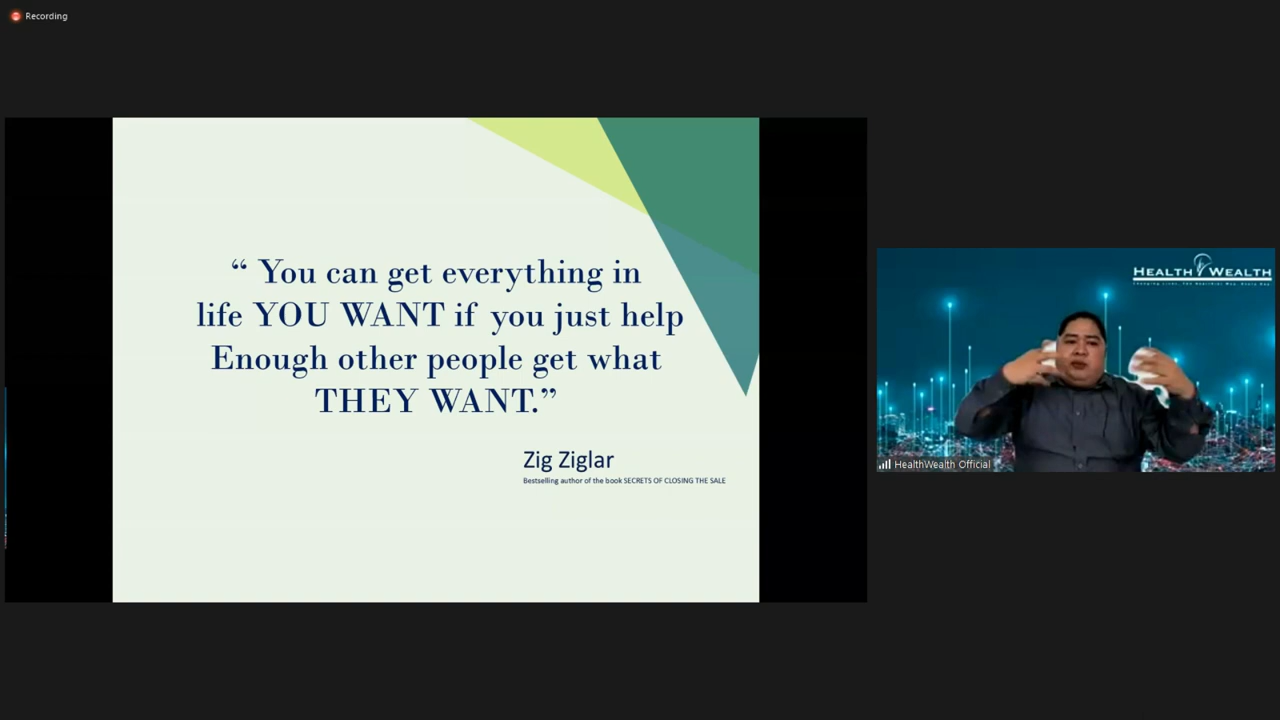 Recording
“ You can get everything in
life YOU WANT if you just help
Enough other people get what
THEY WANT.”
Zig Ziglar
Bestselling author of the book SECRETS OF CLOSING THE SALE
HEALTH WEALTH
HealthWealth Official